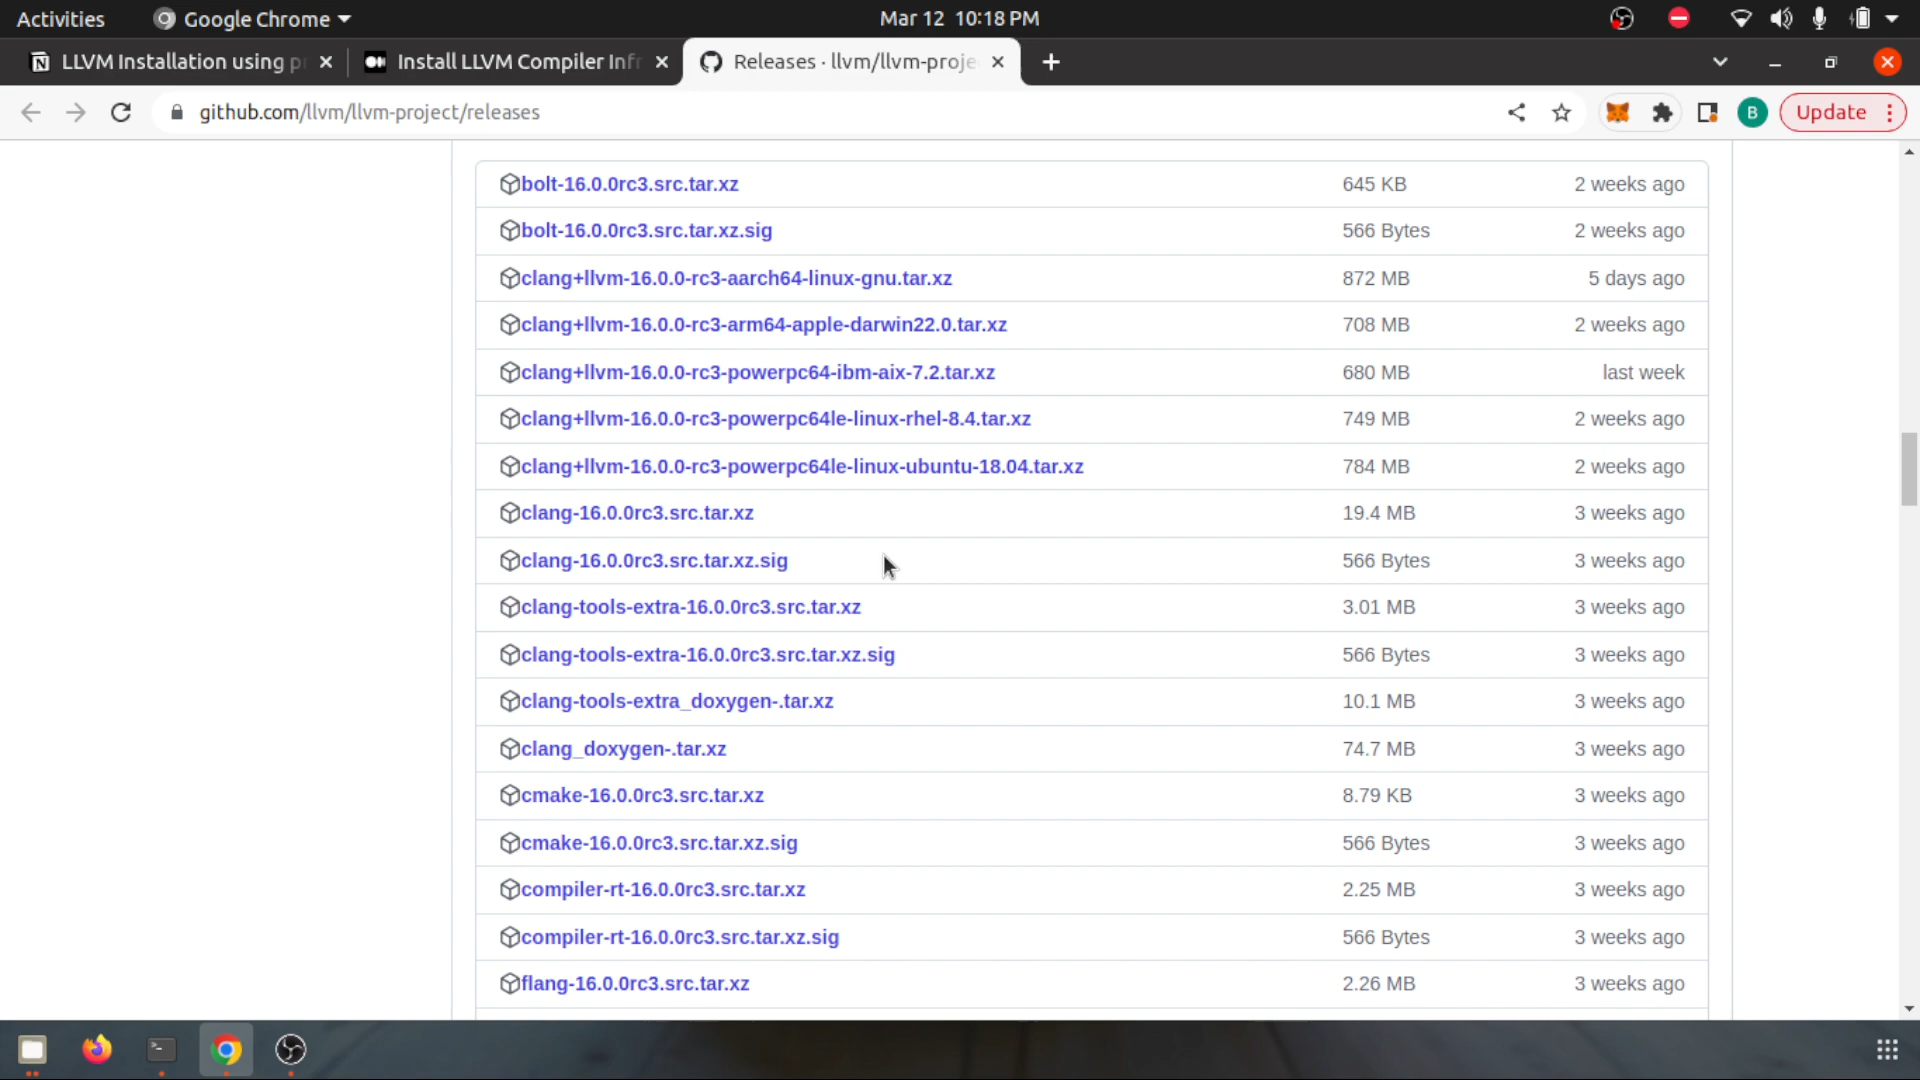 Activities Google Chrome Mar 12 10:18 PM
LLVM Installation using p Install LLVM Compiler Infr Releases · llvm/llvm-proje
github.com/llvm/llvm-project/releases B Update
bolt-16.0.0rc3.src.tar.xz 645 KB 2 weeks ago
bolt-16.0.0rc3.src.tar.xz.sig 566 Bytes 2 weeks ago
clang+llvm-16.0.0-rc3-aarch64-linux-gnu.tar.xz 872 MB 5 days ago
clang+llvm-16.0.0-rc3-arm64-apple-darwin22.0.tar.xz 708 MB 2 weeks ago
clang+llvm-16.0.0-rc3-powerpc64-ibm-aix-7.2.tar.xz 680 MB last week
clang+llvm-16.0.0-rc3-powerpc64le-linux-rhel-8.4.tar.xz 749 MB 2 weeks ago
clang+llvm-16.0.0-rc3-powerpc64le-linux-ubuntu-18.04.tar.xz 784 MB 2 weeks ago
clang-16.0.0rc3.src.tar.xz 19.4 MB 3 weeks ago
clang-16.0.0rc3.src.tar.xz.sig 566 Bytes 3 weeks ago
clang-tools-extra-16.0.0rc3.src.tar.xz 3.01 MB 3 weeks ago
clang-tools-extra-16.0.0rc3.src.tar.xz.sig 566 Bytes 3 weeks ago
clang-tools-extra_doxygen-.tar.xz 10.1 MB 3 weeks ago
clang_doxygen-.tar.xz 74.7 MB 3 weeks ago
cmake-16.0.0rc3.src.tar.xz 8.79 KB 3 weeks ago
cmake-16.0.0rc3.src.tar.xz.sig 566 Bytes 3 weeks ago
compiler-rt-16.0.0rc3.src.tar.xz 2.25 MB 3 weeks ago
compiler-rt-16.0.0rc3.src.tar.xz.sig 566 Bytes 3 weeks ago
flang-16.0.0rc3.src.tar.xz 2.26 MB 3 weeks ago